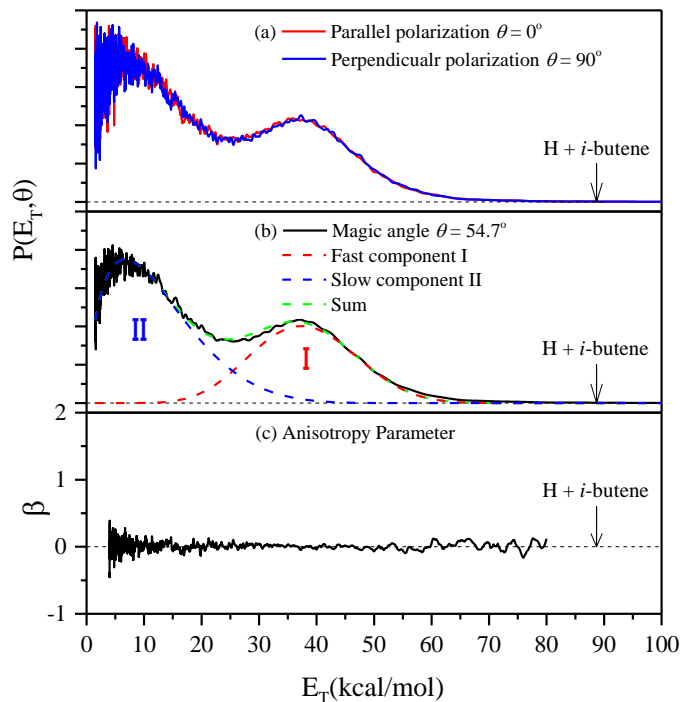 (a)
Parallel polarization θ = 0°
Perpendicualr polarization θ = 90°
H + i-butene
P(E_T,θ)
(b)
Magic angle θ = 54.7°
Fast component I
Slow component II
Sum
II
I
H + i-butene
2
(c) Anisotropy Parameter
1
H + i-butene
β
0
-1
0 10 20 30 40 50 60 70 80 90 100
E_T(kcal/mol)